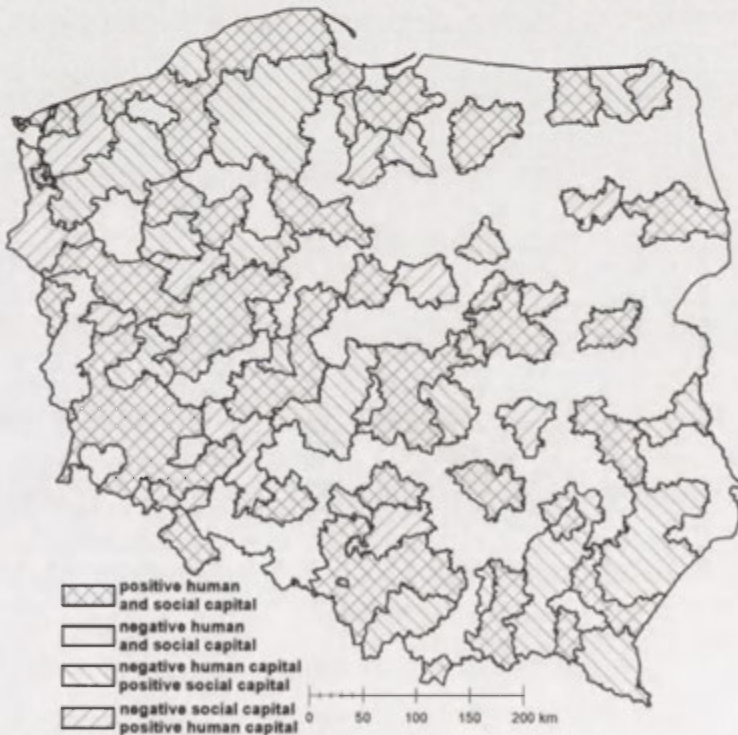 positive human
and social capital
negative human
and social capital
negative human capital
positive social capital
negative social capital
positive human capital
0 50 100 150 200 km